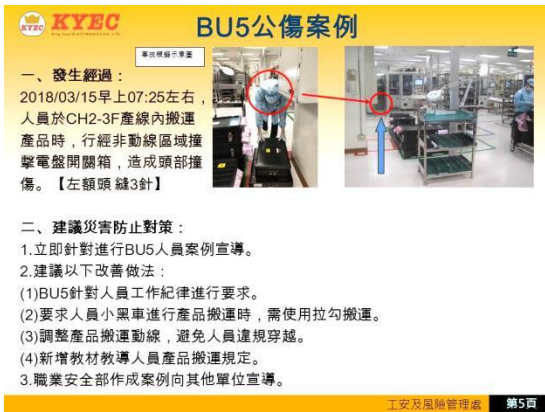 KYEC
KYEC
BU5公傷案例
事故模擬示意圖
一、發生經過：
2018/03/15早上07:25左右，
人員於CH2-3F產線內搬運
產品時，行經非動線區域撞
擊電盤開關箱，造成頭部撞
傷。【左額頭 縫3針】
二、建議災害防止對策：
1.立即針對進行BU5人員案例宣導。
2.建議以下改善做法：
(1)BU5針對人員工作紀律進行要求。
(2)要求人員小黑車進行產品搬運時，需使用拉勾搬運。
(3)調整產品搬運動線，避免人員違規穿越。
(4)新增教材教導人員產品搬運規定。
3.職業安全部作成案例向其他單位宣導。
工安及風險管理處 第5頁